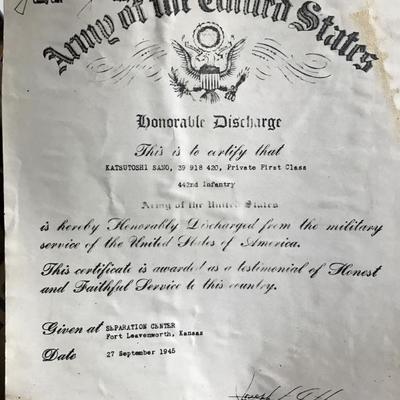 Army of the United States
Honorable Discharge
This is to certify that
KATSUTOSHI SANO, 39 918 420, Private First Class
442nd Infantry
Army of the United States
is hereby Honorably Discharged from the military
service of the United States of America.
This certificate is awarded as a testimonial of Honest
and Faithful Service to this country.
Given at SEPARATION CENTER
Fort Leavenworth, Kansas
Date 27 September 1945